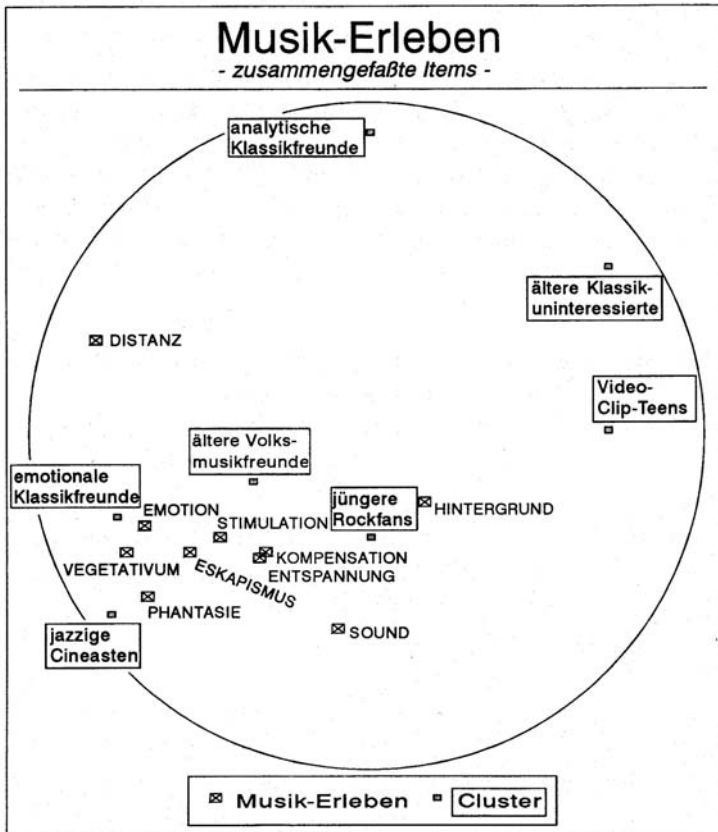 Musik-Erleben
- zusammengefaßte Items -
analytische
Klassikfreunde
ältere Klassik-
uninteressierte
DISTANZ
Video-
Clip-Teens
ältere Volks-
musikfreunde
emotionale
Klassikfreunde
jüngere
Rockfans
HINTERGRUND
EMOTION
STIMULATION
VEGETATIVUM
ESKAPISMUS
KOMPENSATION
ENTSPANNUNG
PHANTASIE
jazzige
Cineasten
SOUND
Musik-Erleben
Cluster